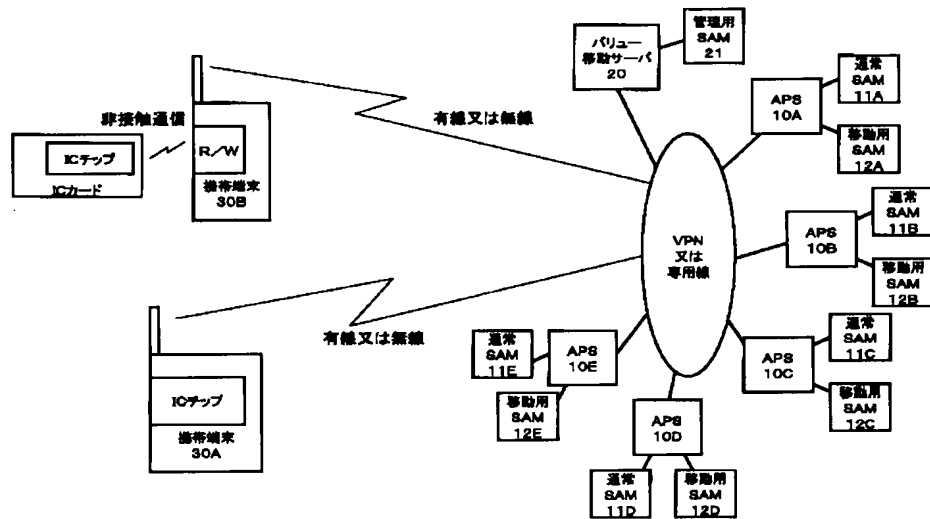 バリュー
移動サーバ
20
管理用
SAM
21
APS
10A
通常
SAM
11A
移動用
SAM
12A
非接触通信
有線又は無線
ICチップ
ICカード
R/W
携帯端末
30B
VPN
又は
専用線
APS
10B
通常
SAM
11B
移動用
SAM
12B
有線又は無線
ICチップ
携帯端末
30A
通常
SAM
11E
APS
10E
移動用
SAM
12E
APS
10C
通常
SAM
11C
移動用
SAM
12C
APS
10D
通常
SAM
11D
移動用
SAM
12D